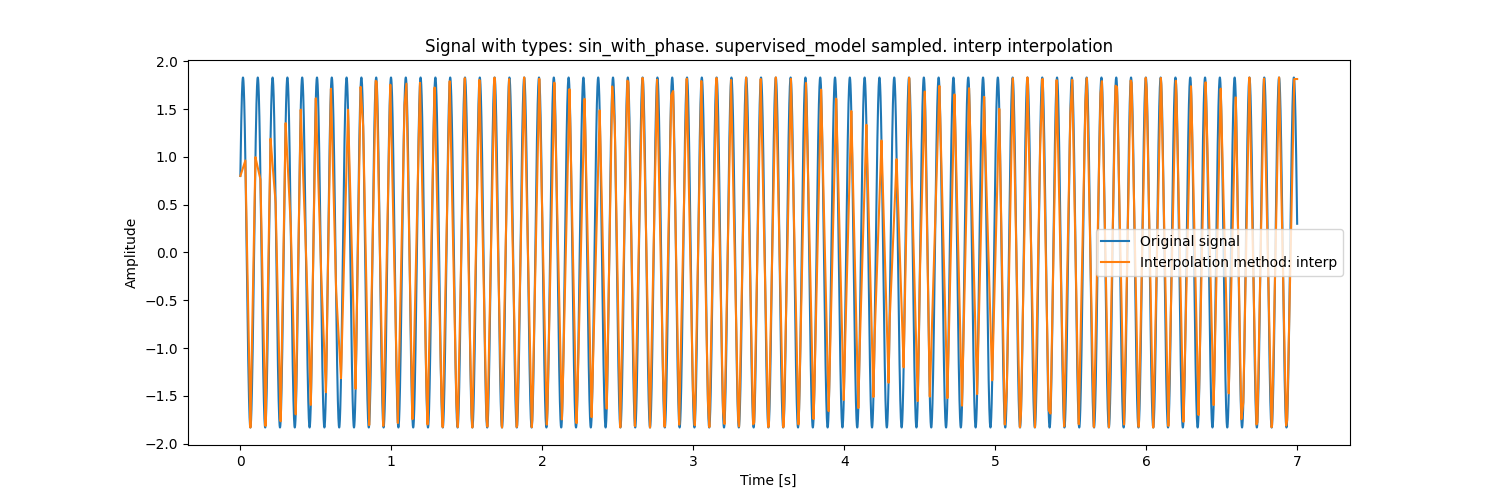 Signal with types: sin_with_phase. supervised_model sampled. interp interpolation
2.0
1.5
1.0
0.5
0.0
−0.5
−1.0
−1.5
−2.0
Amplitude
Original signal
Interpolation method: interp
0 1 2 3 4 5 6 7
Time [s]